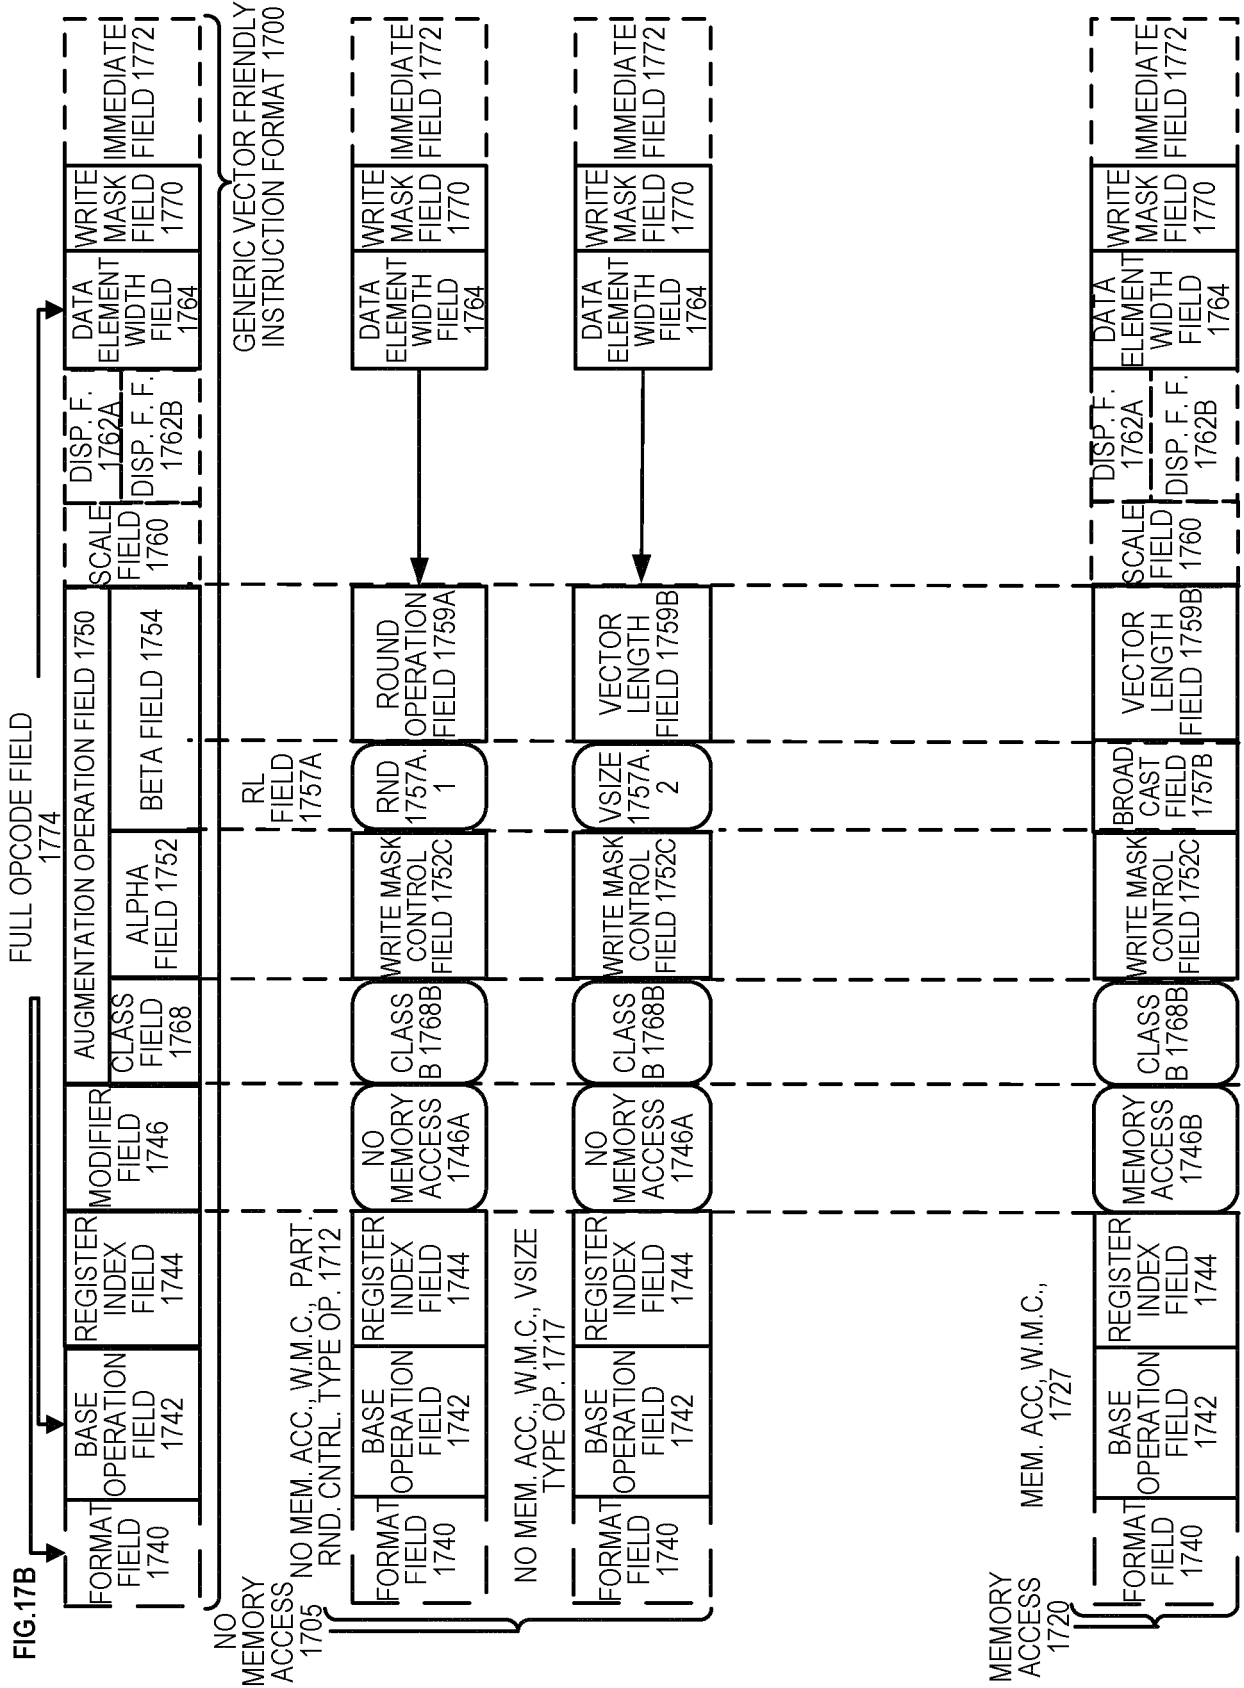 FIG.17B
FULL OPCODE FIELD
1774
FORMAT
FIELD
1740
BASE
OPERATION
FIELD
1742
REGISTER
INDEX
FIELD
1744
MODIFIER
FIELD
1746
AUGMENTATION OPERATION FIELD 1750
CLASS
FIELD
1768
ALPHA
FIELD 1752
BETA FIELD 1754
SCALE
FIELD
1760
DISP. F.
1762A
DISP. F. F.
1762B
DATA
ELEMENT
WIDTH
FIELD
1764
WRITE
MASK
FIELD
1770
IMMEDIATE
FIELD 1772
GENERIC VECTOR FRIENDLY
INSTRUCTION FORMAT 1700
NO
MEMORY
ACCESS
1705
NO MEM. ACC., W.M.C., PART.
RND. CNTRL. TYPE OP. 1712
RL
FIELD
1757A
FORMAT
FIELD
1740
BASE
OPERATION
FIELD
1742
REGISTER
INDEX
FIELD
1744
NO
MEMORY
ACCESS
1746A
CLASS
B 1768B
WRITE MASK
CONTROL
FIELD 1752C
RND
1757A.
1
ROUND
OPERATION
FIELD 1759A
DATA
ELEMENT
WIDTH
FIELD
1764
WRITE
MASK
FIELD
1770
IMMEDIATE
FIELD 1772
NO MEM. ACC., W.M.C., VSIZE
TYPE OP. 1717
FORMAT
FIELD
1740
BASE
OPERATION
FIELD
1742
REGISTER
INDEX
FIELD
1744
NO
MEMORY
ACCESS
1746A
CLASS
B 1768B
WRITE MASK
CONTROL
FIELD 1752C
VSIZE
1757A.
2
VECTOR
LENGTH
FIELD 1759B
DATA
ELEMENT
WIDTH
FIELD
1764
WRITE
MASK
FIELD
1770
IMMEDIATE
FIELD 1772
MEMORY
ACCESS
1720
MEM. ACC, W.M.C.,
1727
FORMAT
FIELD
1740
BASE
OPERATION
FIELD
1742
REGISTER
INDEX
FIELD
1744
MEMORY
ACCESS
1746B
CLASS
B 1768B
WRITE MASK
CONTROL
FIELD 1752C
BROAD
CAST
FIELD
1757B
VECTOR
LENGTH
FIELD 1759B
SCALE
FIELD
1760
DISP. F.
1762A
DISP. F. F.
1762B
DATA
ELEMENT
WIDTH
FIELD
1764
WRITE
MASK
FIELD
1770
IMMEDIATE
FIELD 1772